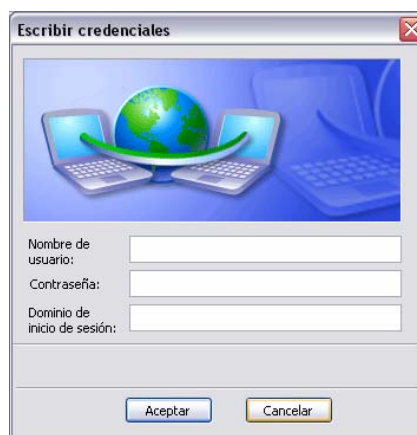 Escribir credenciales
Nombre de
usuario:
Contraseña:
Dominio de
inicio de sesión:
Aceptar
Cancelar